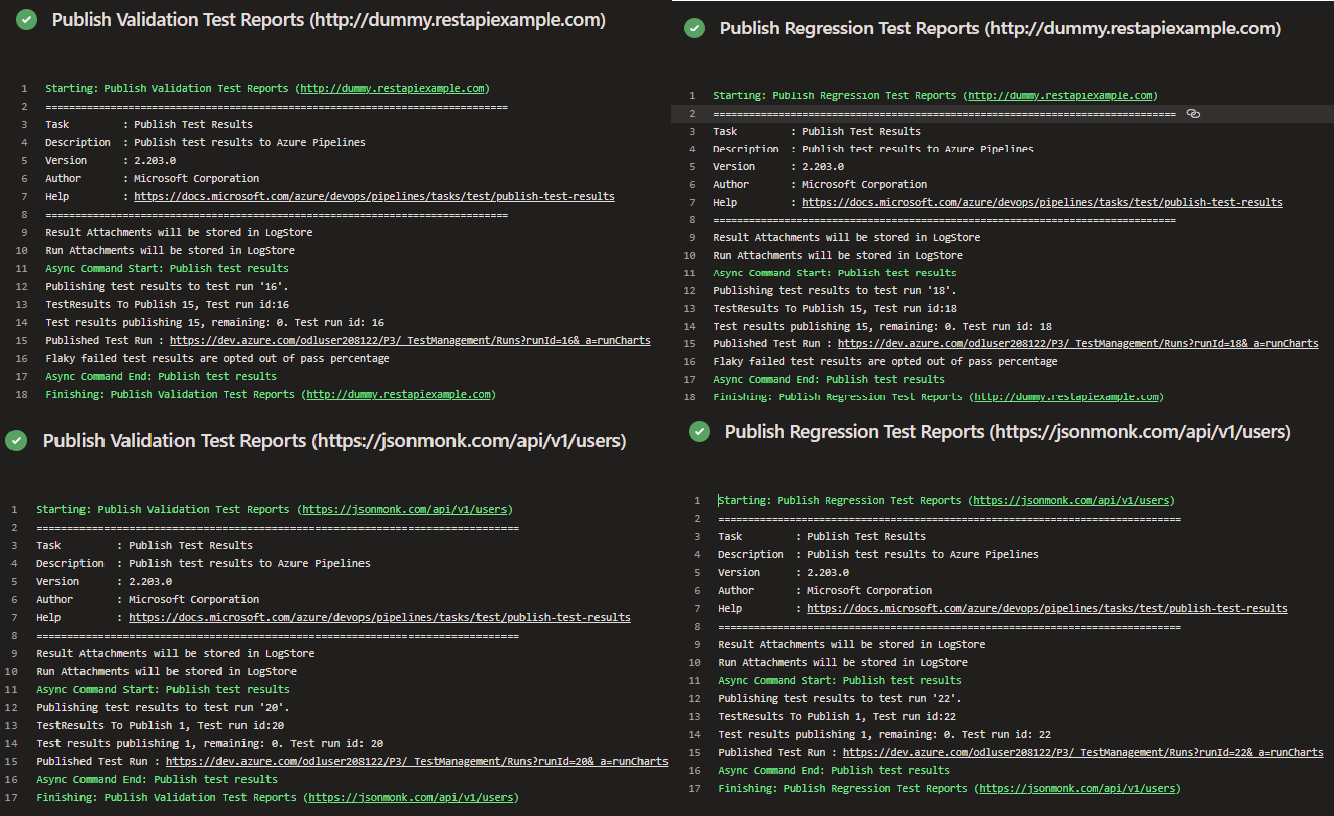 Publish Validation Test Reports (http://dummy.restapiexample.com)
1 Starting: Publish Validation Test Reports (http://dummy.restapiexample.com)
2 ==============================================================================
3 Task : Publish Test Results
4 Description : Publish test results to Azure Pipelines
5 Version : 2.203.0
6 Author : Microsoft Corporation
7 Help : https://docs.microsoft.com/azure/devops/pipelines/tasks/test/publish-test-results
8 ==============================================================================
9 Result Attachments will be stored in LogStore
10 Run Attachments will be stored in LogStore
11 Async Command Start: Publish test results
12 Publishing test results to test run '16'.
13 TestResults To Publish 15, Test run id:16
14 Test results publishing 15, remaining: 0. Test run id: 16
15 Published Test Run : https://dev.azure.com/odluser208122/P3/_TestManagement/Runs?runId=16&_a=runCharts
16 Flaky failed test results are opted out of pass percentage
17 Async Command End: Publish test results
18 Finishing: Publish Validation Test Reports (http://dummy.restapiexample.com)
Publish Regression Test Reports (http://dummy.restapiexample.com)
1 Starting: Publish Regression Test Reports (http://dummy.restapiexample.com)
2 ==============================================================================
3 Task : Publish Test Results
4 Description : Publish test results to Azure Pipelines
5 Version : 2.203.0
6 Author : Microsoft Corporation
7 Help : https://docs.microsoft.com/azure/devops/pipelines/tasks/test/publish-test-results
8 ==============================================================================
9 Result Attachments will be stored in LogStore
10 Run Attachments will be stored in LogStore
11 Async Command Start: Publish test results
12 Publishing test results to test run '18'.
13 TestResults To Publish 15, Test run id:18
14 Test results publishing 15, remaining: 0. Test run id: 18
15 Published Test Run : https://dev.azure.com/odluser208122/P3/_TestManagement/Runs?runId=18&_a=runCharts
16 Flaky failed test results are opted out of pass percentage
17 Async Command End: Publish test results
18 Finishing: Publish Regression Test Reports (http://dummy.restapiexample.com)
Publish Validation Test Reports (https://jsonmonk.com/api/v1/users)
1 Starting: Publish Validation Test Reports (https://jsonmonk.com/api/v1/users)
2 ==============================================================================
3 Task : Publish Test Results
4 Description : Publish test results to Azure Pipelines
5 Version : 2.203.0
6 Author : Microsoft Corporation
7 Help : https://docs.microsoft.com/azure/devops/pipelines/tasks/test/publish-test-results
8 ==============================================================================
9 Result Attachments will be stored in LogStore
10 Run Attachments will be stored in LogStore
11 Async Command Start: Publish test results
12 Publishing test results to test run '20'.
13 TestResults To Publish 1, Test run id:20
14 Test results publishing 1, remaining: 0. Test run id: 20
15 Published Test Run : https://dev.azure.com/odluser208122/P3/_TestManagement/Runs?runId=20&_a=runCharts
16 Async Command End: Publish test results
17 Finishing: Publish Validation Test Reports (https://jsonmonk.com/api/v1/users)
Publish Regression Test Reports (https://jsonmonk.com/api/v1/users)
1 Starting: Publish Regression Test Reports (https://jsonmonk.com/api/v1/users)
2 ==============================================================================
3 Task : Publish Test Results
4 Description : Publish test results to Azure Pipelines
5 Version : 2.203.0
6 Author : Microsoft Corporation
7 Help : https://docs.microsoft.com/azure/devops/pipelines/tasks/test/publish-test-results
8 ==============================================================================
9 Result Attachments will be stored in LogStore
10 Run Attachments will be stored in LogStore
11 Async Command Start: Publish test results
12 Publishing test results to test run '22'.
13 TestResults To Publish 1, Test run id:22
14 Test results publishing 1, remaining: 0. Test run id: 22
15 Published Test Run : https://dev.azure.com/odluser208122/P3/_TestManagement/Runs?runId=22&_a=runCharts
16 Async Command End: Publish test results
17 Finishing: Publish Regression Test Reports (https://jsonmonk.com/api/v1/users)